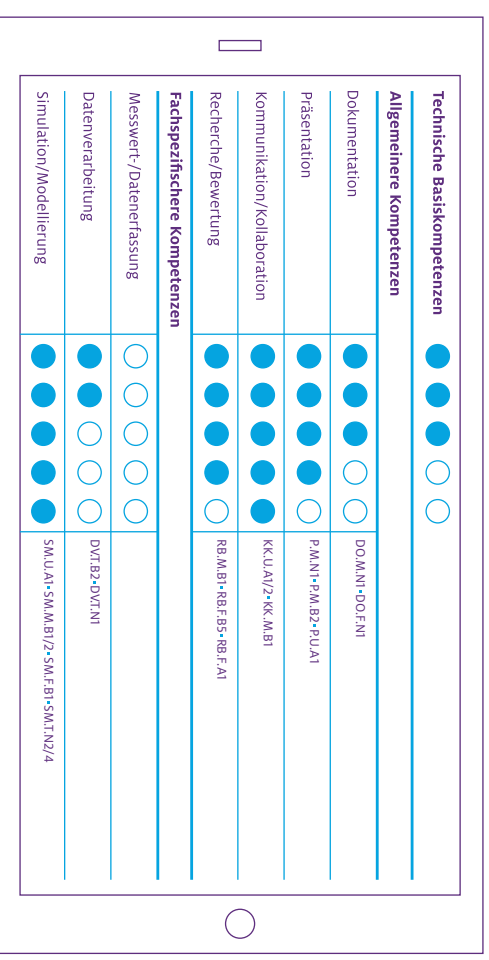 Technische Basiskompetenzen
Allgemeinere Kompetenzen
Dokumentation DO.M.N1▪DO.F.N1
Präsentation P.M.N1▪P.M.B2▪P.U.A1
Kommunikation/Kollaboration KK.U.A1/2▪KK.M.B1
Recherche/Bewertung RB.M.B1▪RB.F.B5▪RB.F.A1
Fachspezifischere Kompetenzen
Messwert-/Datenerfassung
Datenverarbeitung DV.T.B2▪DV.T.N1
Simulation/Modellierung SM.U.A1▪SM.M.B1/2▪SM.F.B1▪SM.T.N2/4